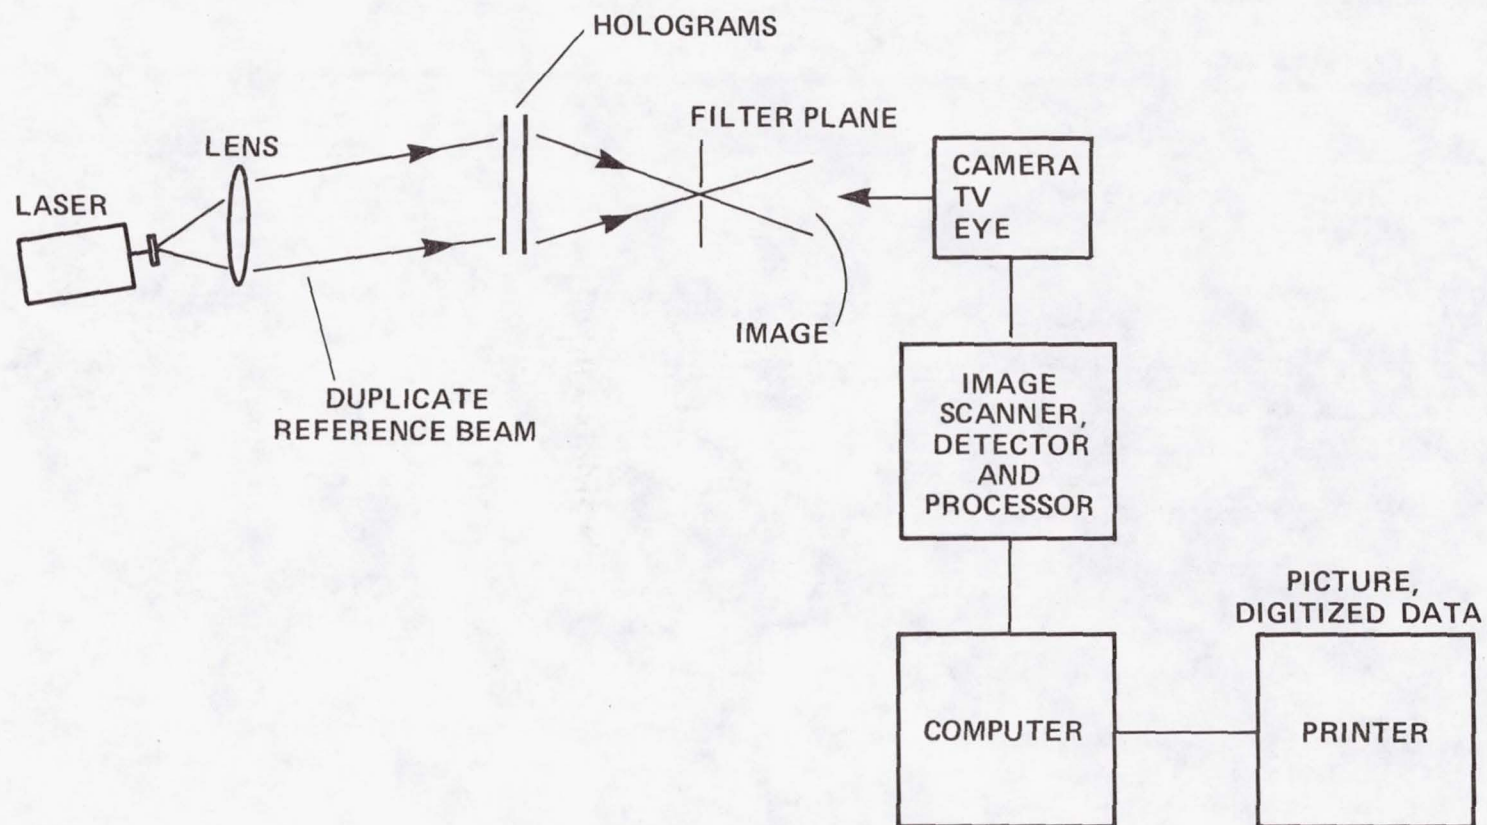 HOLOGRAMS
FILTER PLANE
LENS
LASER
CAMERA
TV
EYE
IMAGE
DUPLICATE
REFERENCE BEAM
IMAGE
SCANNER,
DETECTOR
AND
PROCESSOR
PICTURE,
DIGITIZED DATA
COMPUTER
PRINTER